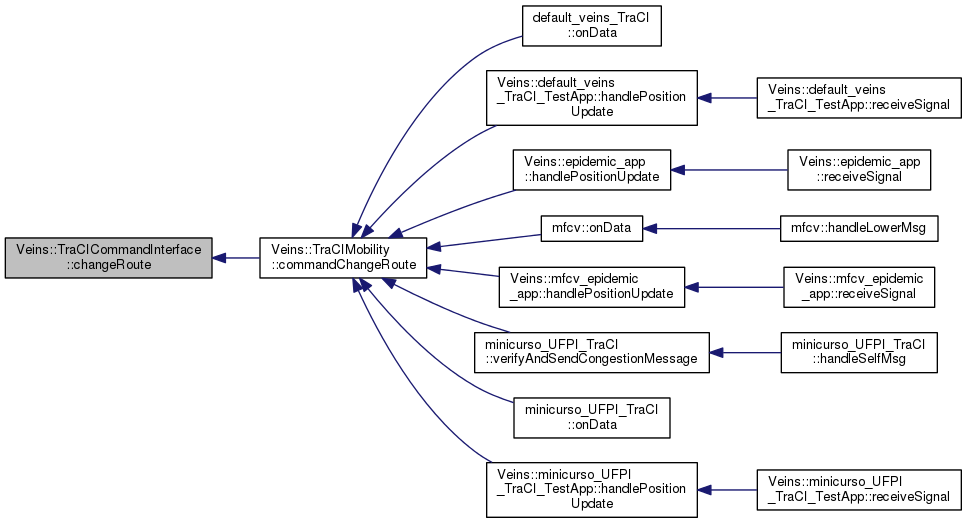 default_veins_TraCI
::onData
Veins::default_veins
_TraCI_TestApp::handlePosition
Update
Veins::default_veins
_TraCI_TestApp::receiveSignal
Veins::epidemic_app
::handlePositionUpdate
Veins::epidemic_app
::receiveSignal
mfcv::onData
mfcv::handleLowerMsg
Veins::TraCICommandInterface
::changeRoute
Veins::TraCIMobility
::commandChangeRoute
Veins::mfcv_epidemic
_app::handlePositionUpdate
Veins::mfcv_epidemic
_app::receiveSignal
minicurso_UFPI_TraCI
::verifyAndSendCongestionMessage
minicurso_UFPI_TraCI
::handleSelfMsg
minicurso_UFPI_TraCI
::onData
Veins::minicurso_UFPI
_TraCI_TestApp::handlePosition
Update
Veins::minicurso_UFPI
_TraCI_TestApp::receiveSignal